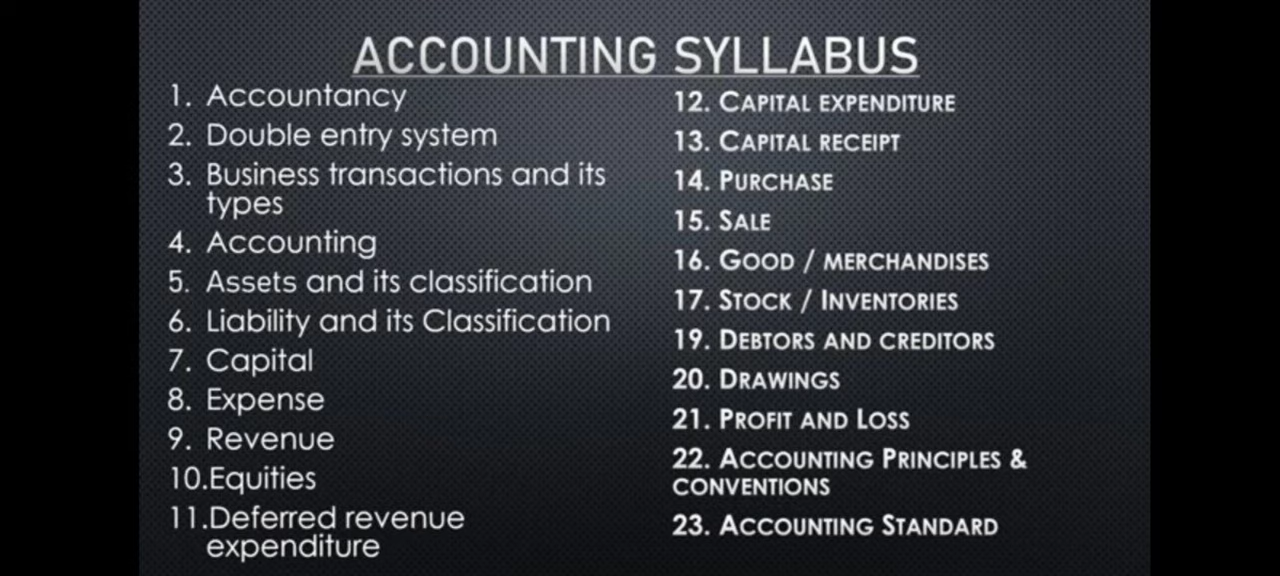 ACCOUNTING SYLLABUS
1. Accountancy
2. Double entry system
3. Business transactions and its
types
4. Accounting
5. Assets and its classification
6. Liability and its Classification
7. Capital
8. Expense
9. Revenue
10.Equities
11.Deferred revenue
expenditure
12. CAPITAL EXPENDITURE
13. CAPITAL RECEIPT
14. PURCHASE
15. SALE
16. GOOD / MERCHANDISES
17. STOCK / INVENTORIES
19. DEBTORS AND CREDITORS
20. DRAWINGS
21. PROFIT AND LOSS
22. ACCOUNTING PRINCIPLES &
CONVENTIONS
23. ACCOUNTING STANDARD